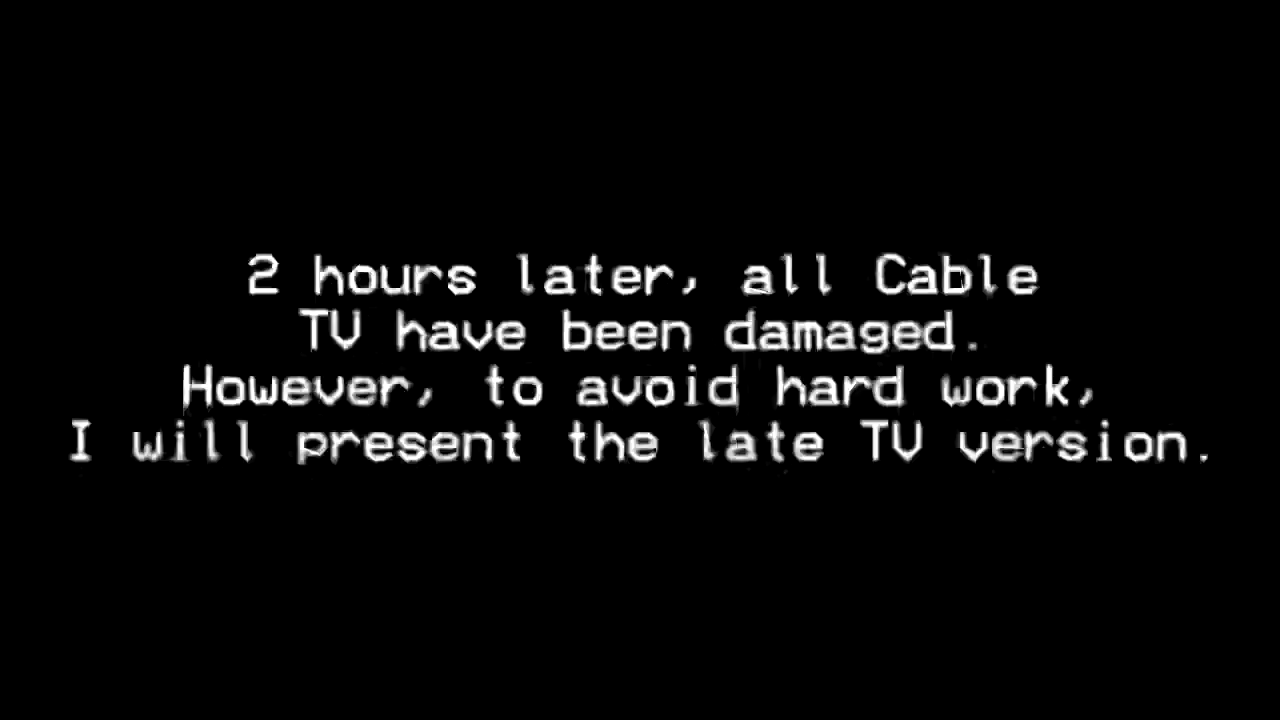 2 hours later, all Cable
TV have been damaged.
However, to avoid hard work,
I will present the late TV version.